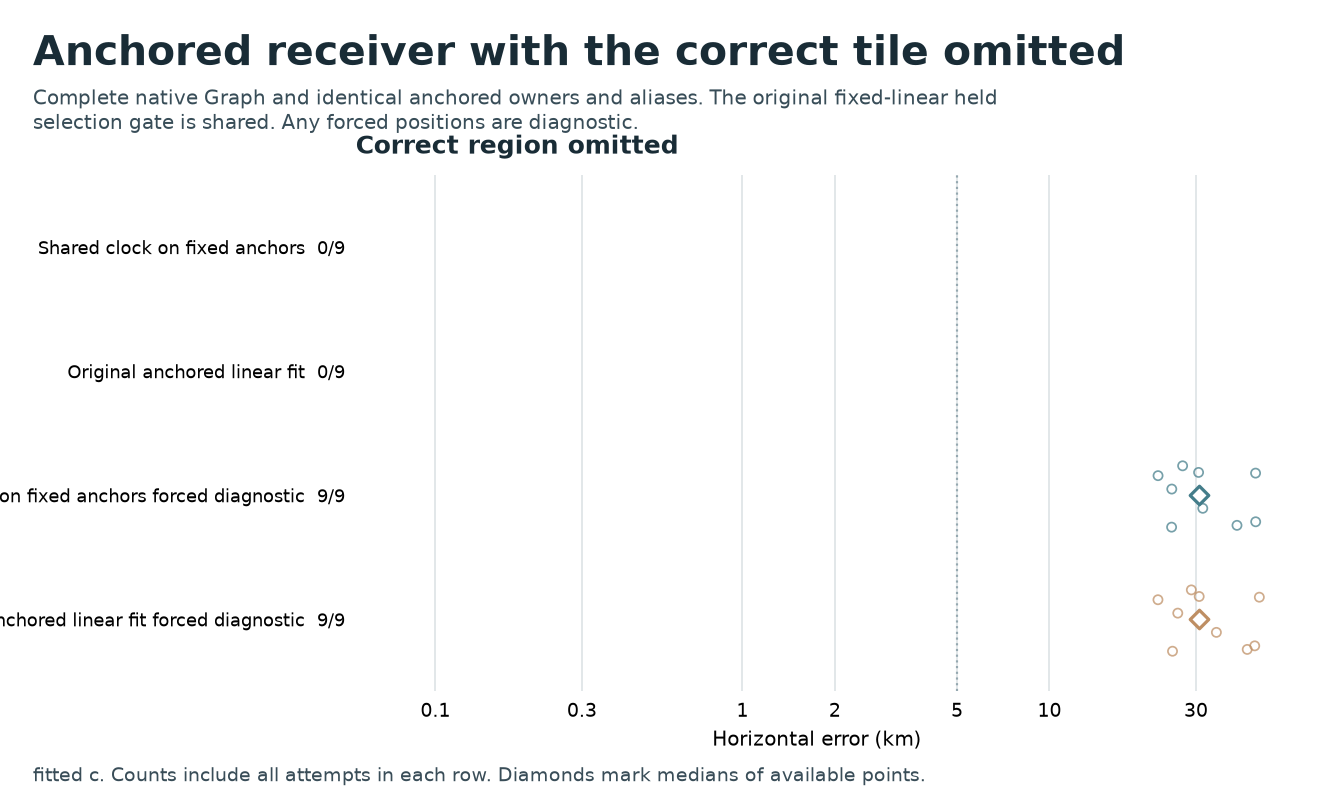 Anchored receiver with the correct tile omitted
Complete native Graph and identical anchored owners and aliases. The original fixed-linear held
selection gate is shared. Any forced positions are diagnostic.
Correct region omitted
Shared clock on fixed anchors 0/9
Original anchored linear fit 0/9
on fixed anchors forced diagnostic 9/9
nchored linear fit forced diagnostic 9/9
0.1 0.3 1 2 5 10 30
Horizontal error (km)
fitted c. Counts include all attempts in each row. Diamonds mark medians of available points.